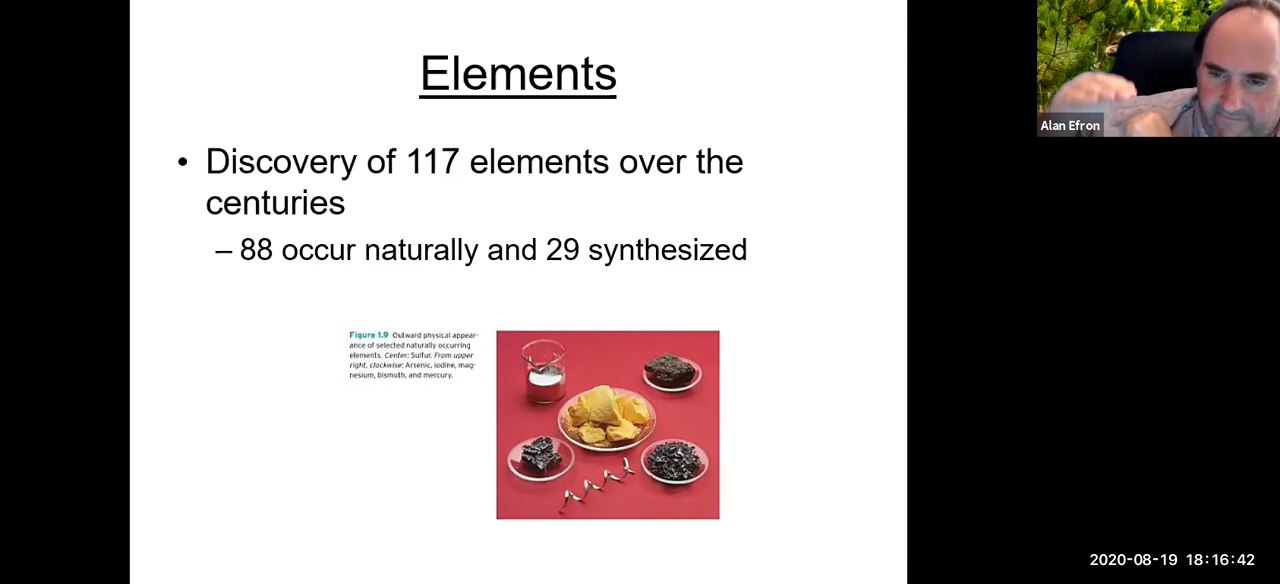 Elements
• Discovery of 117 elements over the
centuries
– 88 occur naturally and 29 synthesized
Figure 1.9 Outward physical appear-
ance of selected naturally occurring
elements. Center: Sulfur. From upper
right, clockwise: Arsenic, iodine, mag-
nesium, bismuth, and mercury.
Alan Efron
2020-08-19 18:16:42